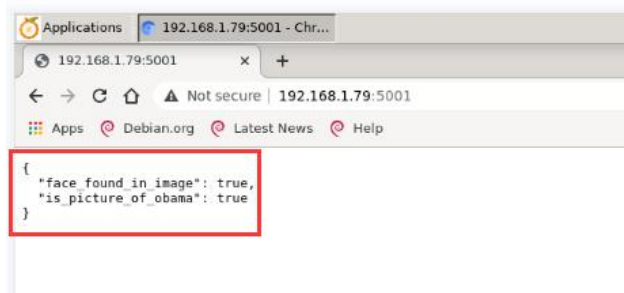 Applications 192.168.1.79:5001 - Chr...
192.168.1.79:5001 × +
Not secure | 192.168.1.79:5001
Apps Debian.org Latest News Help
{
"face_found_in_image": true,
"is_picture_of_obama": true
}